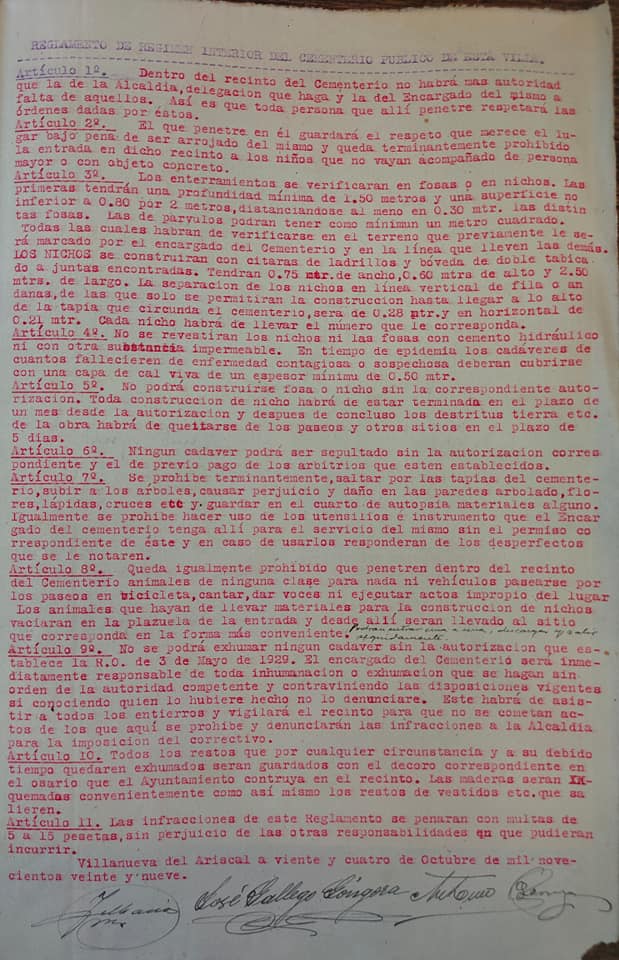 REGLAMENTO DE REGIMEN INTERIOR DEL CEMENTERIO PUBLICO DE ESTA VILLA.
Artículo 1º. Dentro del recinto del Cementerio no habrá mas autoridad
que la de la Alcaldia, delegacion que haga y la del Encargado del mismo a
falta de aquellos. Así es que toda persona que allí penetre respetará las
órdenes dadas por éstos.
Artículo 2º. El que penetre en él guardará el respeto que merece el lu-
gar bajo pena de ser arrojado del mismo y queda terminantemente prohibido
la entrada en dicho recinto a los niños que no vayan acompañado de persona
mayor o con objeto concreto.
Artículo 3º. Los enterramientos se verificaran en fosas o en nichos. Las
primeras tendrán una profundidad mínima de 1.50 metros y una superficie no
inferior a 0.80 por 2 metros, distanciandose al meno en 0.30 mtr. las distin
tas fosas. Las de párvulos podran tener como mínimun un metro cuadrado.
Todas las cuales habran de verificarse en el terreno que previamente le se-
rá marcado por el encargado del Cementerio y en la línea que lleven las demás.
LOS NICHOS se construiran con citaras de ladrillos y bóveda de doble tabica
do a juntas encontradas. Tendran 0.75 mtr. de ancho, 0.60 mtrs de alto y 2.50
mtrs. de largo. La separacion de los nichos en línea vertical de fila o an
danas, de las que solo se permitiran la construccion hasta llegar a lo alto
de la tapia que circunda el cementerio, sera de 0.28 mtr. y en horizontal de
0.21 mtr. Cada nicho habrá de llevar el número que le corresponda.
Artículo 4º. No se revestiran los nichos ni las fosas con cemento hidráulico
ni con otra substancia impermeable. En tiempo de epidemia los cadáveres de
cuantos fallecieren de enfermedad contagiosa o sospechosa deberan cubrirse
con una capa de cal viva de un espesor mínimu de 0.50 mtr.
Artículo 5º. No podrá construirse fosa o nicho sin la correspondiente auto-
rizacion. Toda construccion de nicho habrá de estar terminada en el plazo de
un mes desde la autorizacion y despues de concluso los destritus tierra etc.
de la obra habrá de queitarse de los paseos y otros sitios en el plazo de
5 dias.
Artículo 6º. Ningun cadaver podrá ser sepultado sin la autorizacion corres
pondiente y el de previo pago de los arbitrios que esten establecidos.
Artículo 7º. Se prohibe terminantemente, saltar por las tapias del cemente-
rio, subir a los árboles, causar perjuicio y daño en las paredes arbolado, flo-
res, lápidas, cruces etc y guardar en el cuarto de autopsia materiales alguno.
Igualmente se prohibe hacer uso de los utensilios e instrumento que el Encar
gado del cementerio tenga allí para el servicio del mismo sin el permiso co
rrespondiente de éste y en caso de usarlos responderan de los desperfectos
que se le notaren.
Artículo 8º. Queda igualmente prohibido que penetren dentro del recinto
del Cementerio animales de ninguna clase para nada ni vehículos pasearse por
los paseos en bicicleta, cantar, dar voces ni ejecutar actos impropio del lugar
Los animales que hayan de llevar materiales para la construccion de nichos
vaciaran en la plazuela de la entrada y desde allí seran llevado al sitio
que corresponda en la forma más conveniente. Podran entrar uno a uno, descargar y salir
seguidamente.
Artículo 9º. No se podrá exhumar ningun cadaver sin la autorizacion que es-
tablece la R.O. de 3 de Mayo de 1929. El encargado del Cementerio será inme-
diatamente responsable de toda inhumanacion o exhumacion que se hagan sin
orden de la autoridad competente y contraviniendo las disposiciones vigentes
si conociendo quien lo hubiere hecho no lo denunciare. Este habrá de asis-
tir a todos los entierros y vigilará el recinto para que no se cometan ac-
tos de los que aquí se prohibe y denunciarán las infracciones a la Alcaldia
para la imposicion del correctivo.
Artículo 10. Todos los restos que por cualquier circunstancia y a su debido
tiempo quedaren exhumados seran guardados con el decoro correspondiente en
el osario que el Ayuntamiento contruya en el recinto. Las maderas seran
quemadas convenientemente como así mismo los restos de vestidos etc. que sa
lieren.
Artículo 11. Las infracciones de este Reglamento se penaran con multas de
5 a 15 pesetas, sin perjuicio de las otras responsabilidades en que pudieran
incurrir.
Villanueva del Ariscal a viente y cuatro de Octubre de mil nove-
cientos veinte y nueve.
José Gallego Góngora Antonio